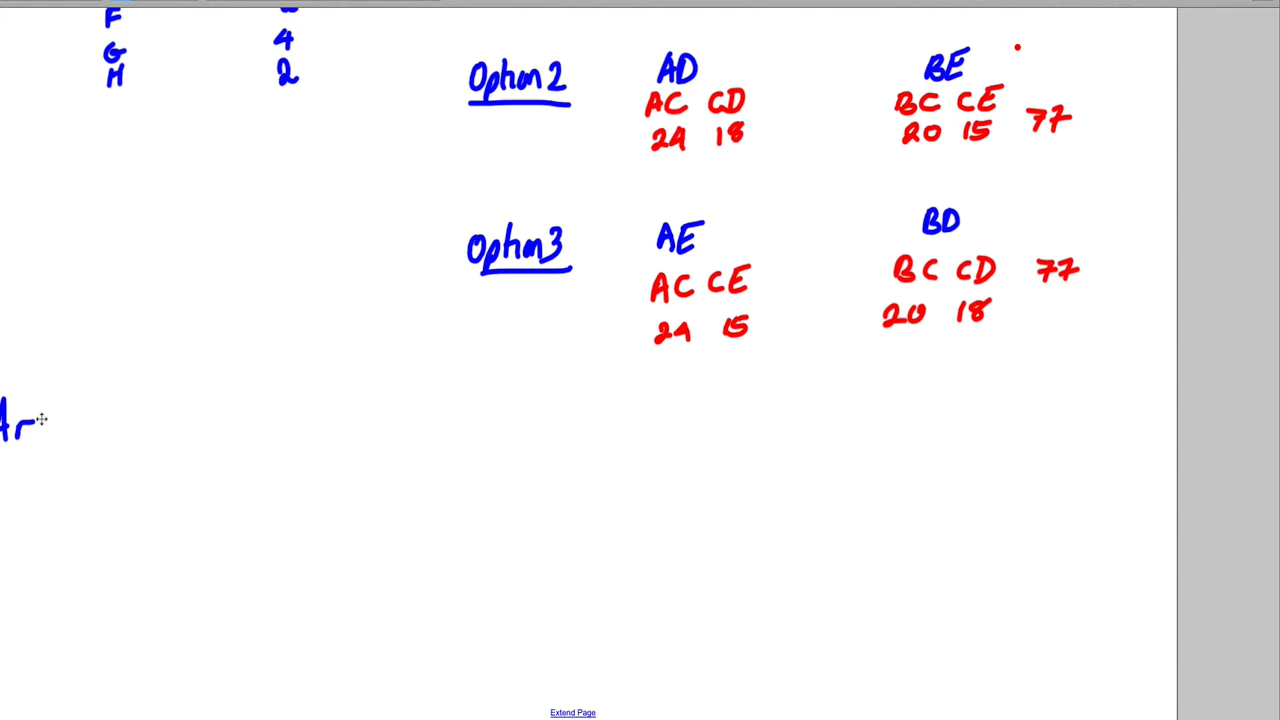 F
G 4
H 2
Option 2 AD BE
AC CD BC CE 77
24 18 20 15
Option 3 AE BD
AC CE BC CD 77
24 15 20 18
Ar
Extend Page